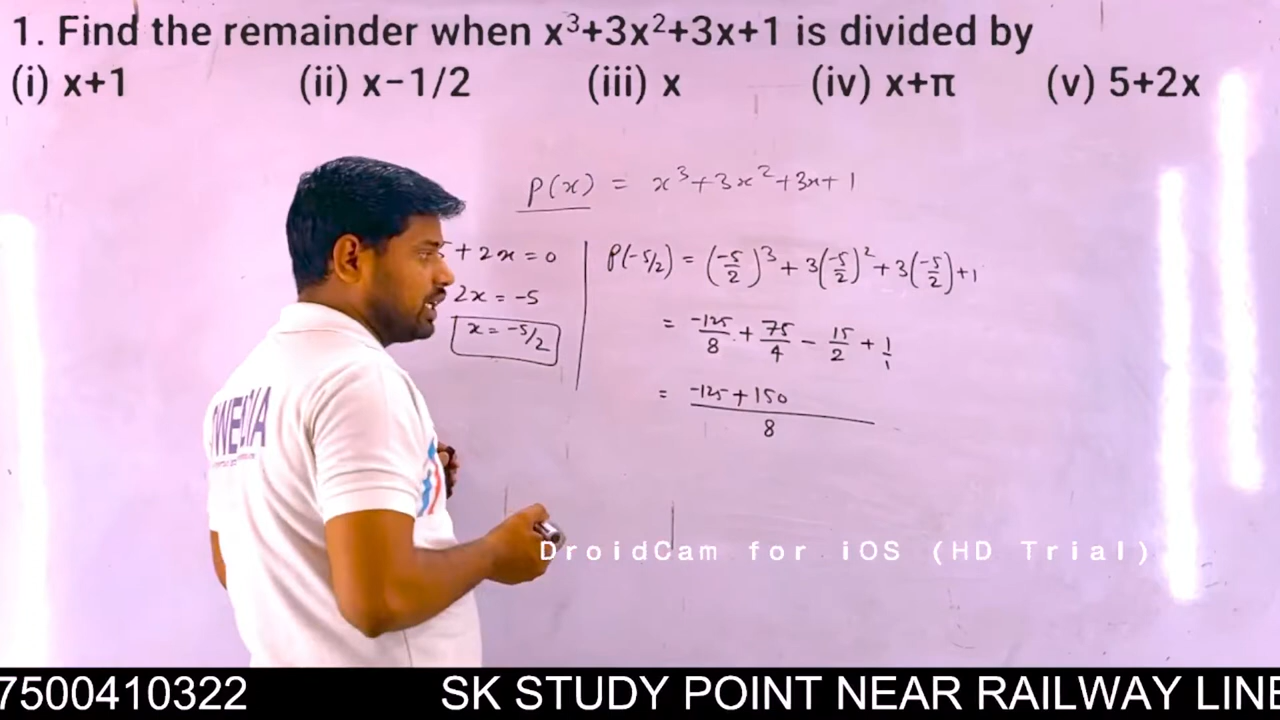 1. Find the remainder when x³+3x²+3x+1 is divided by
(i) x+1 (ii) x−1/2 (iii) x (iv) x+π (v) 5+2x
P(x) = x³+3x²+3x+1
+ 2x = 0
2x = -5
x = -5/2
P(-5/2) = (-5/2)³ + 3(-5/2)² + 3(-5/2) + 1
= -125/8 + 75/4 - 15/2 + 1/1
= -125 + 150 / 8
DroidCam for iOS (HD Trial)
7500410322 SK STUDY POINT NEAR RAILWAY LINE